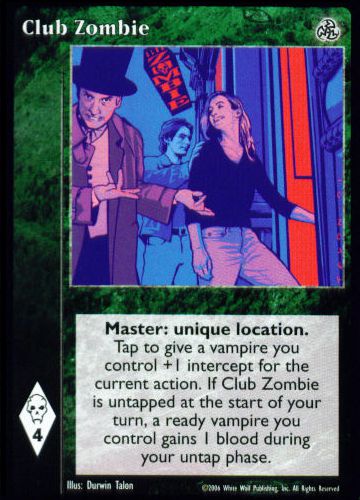 Club Zombie
ZOMBIE
Master: unique location.
Tap to give a vampire you
control +1 intercept for the
current action. If Club Zombie
is untapped at the start of your
turn, a ready vampire you
control gains 1 blood during
your untap phase.
4
Illus: Durwin Talon
©2006 White Wolf Publishing, Inc. All Rights Reserved